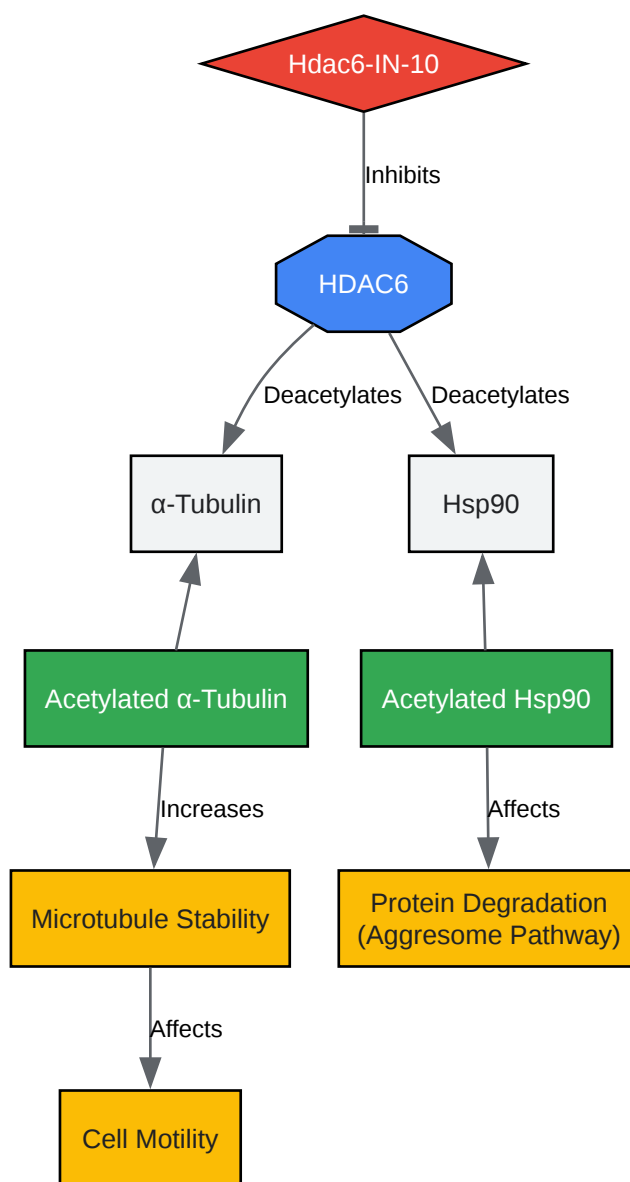 Hdac6-IN-10
Inhibits
HDAC6
Deacetylates
Deacetylates
α-Tubulin
Hsp90
Acetylated α-Tubulin
Acetylated Hsp90
Increases
Affects
Microtubule Stability
Protein Degradation
(Aggresome Pathway)
Affects
Cell Motility